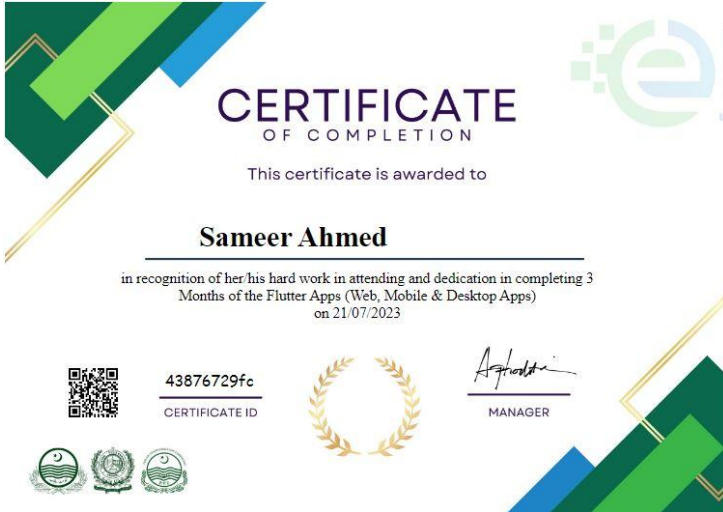 CERTIFICATE
OF COMPLETION
This certificate is awarded to
Sameer Ahmed
in recognition of her/his hard work in attending and dedication in completing 3
Months of the Flutter Apps (Web, Mobile & Desktop Apps)
on 21/07/2023
43876729fc
CERTIFICATE ID
MANAGER